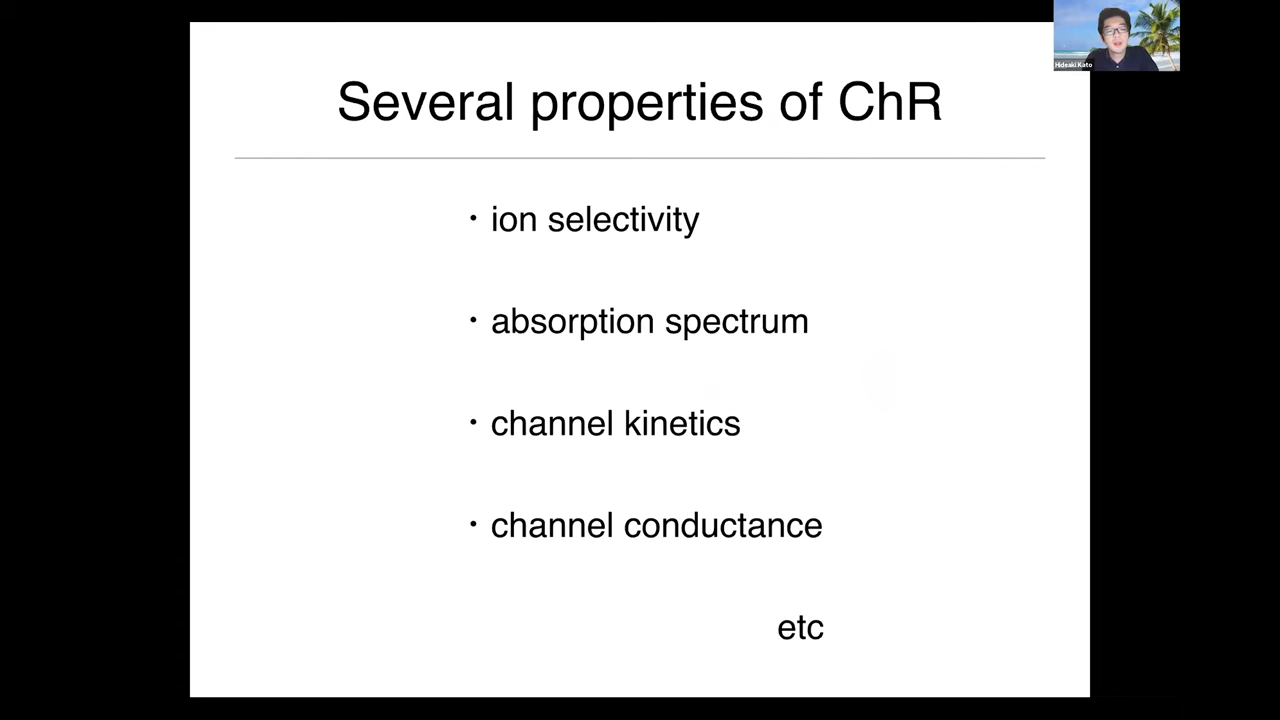 Hideaki Kato
Several properties of ChR
・ion selectivity
・absorption spectrum
・channel kinetics
・channel conductance
etc